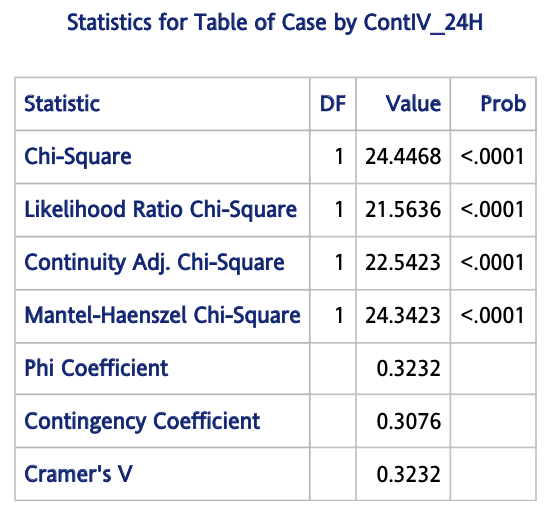 Statistics for Table of Case by ContIV_24H
Statistic DF Value Prob
Chi-Square 1 24.4468 <.0001
Likelihood Ratio Chi-Square 1 21.5636 <.0001
Continuity Adj. Chi-Square 1 22.5423 <.0001
Mantel-Haenszel Chi-Square 1 24.3423 <.0001
Phi Coefficient 0.3232
Contingency Coefficient 0.3076
Cramer's V 0.3232